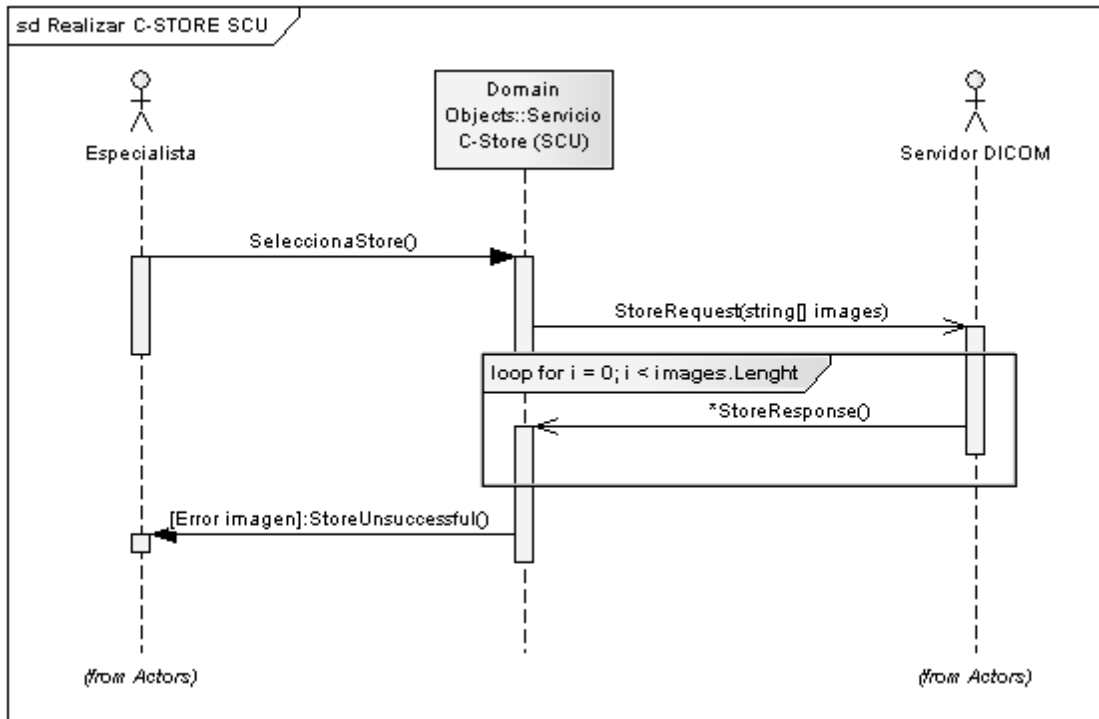 sd Realizar C-STORE SCU
Especialista
Domain
Objects::Servicio
C-Store (SCU)
Servidor DICOM
SeleccionaStore()
StoreRequest(string[] images)
loop for i = 0; i < images.Lenght
*StoreResponse()
[Error imagen]:StoreUnsuccessful()
(from Actors)
(from Actors)